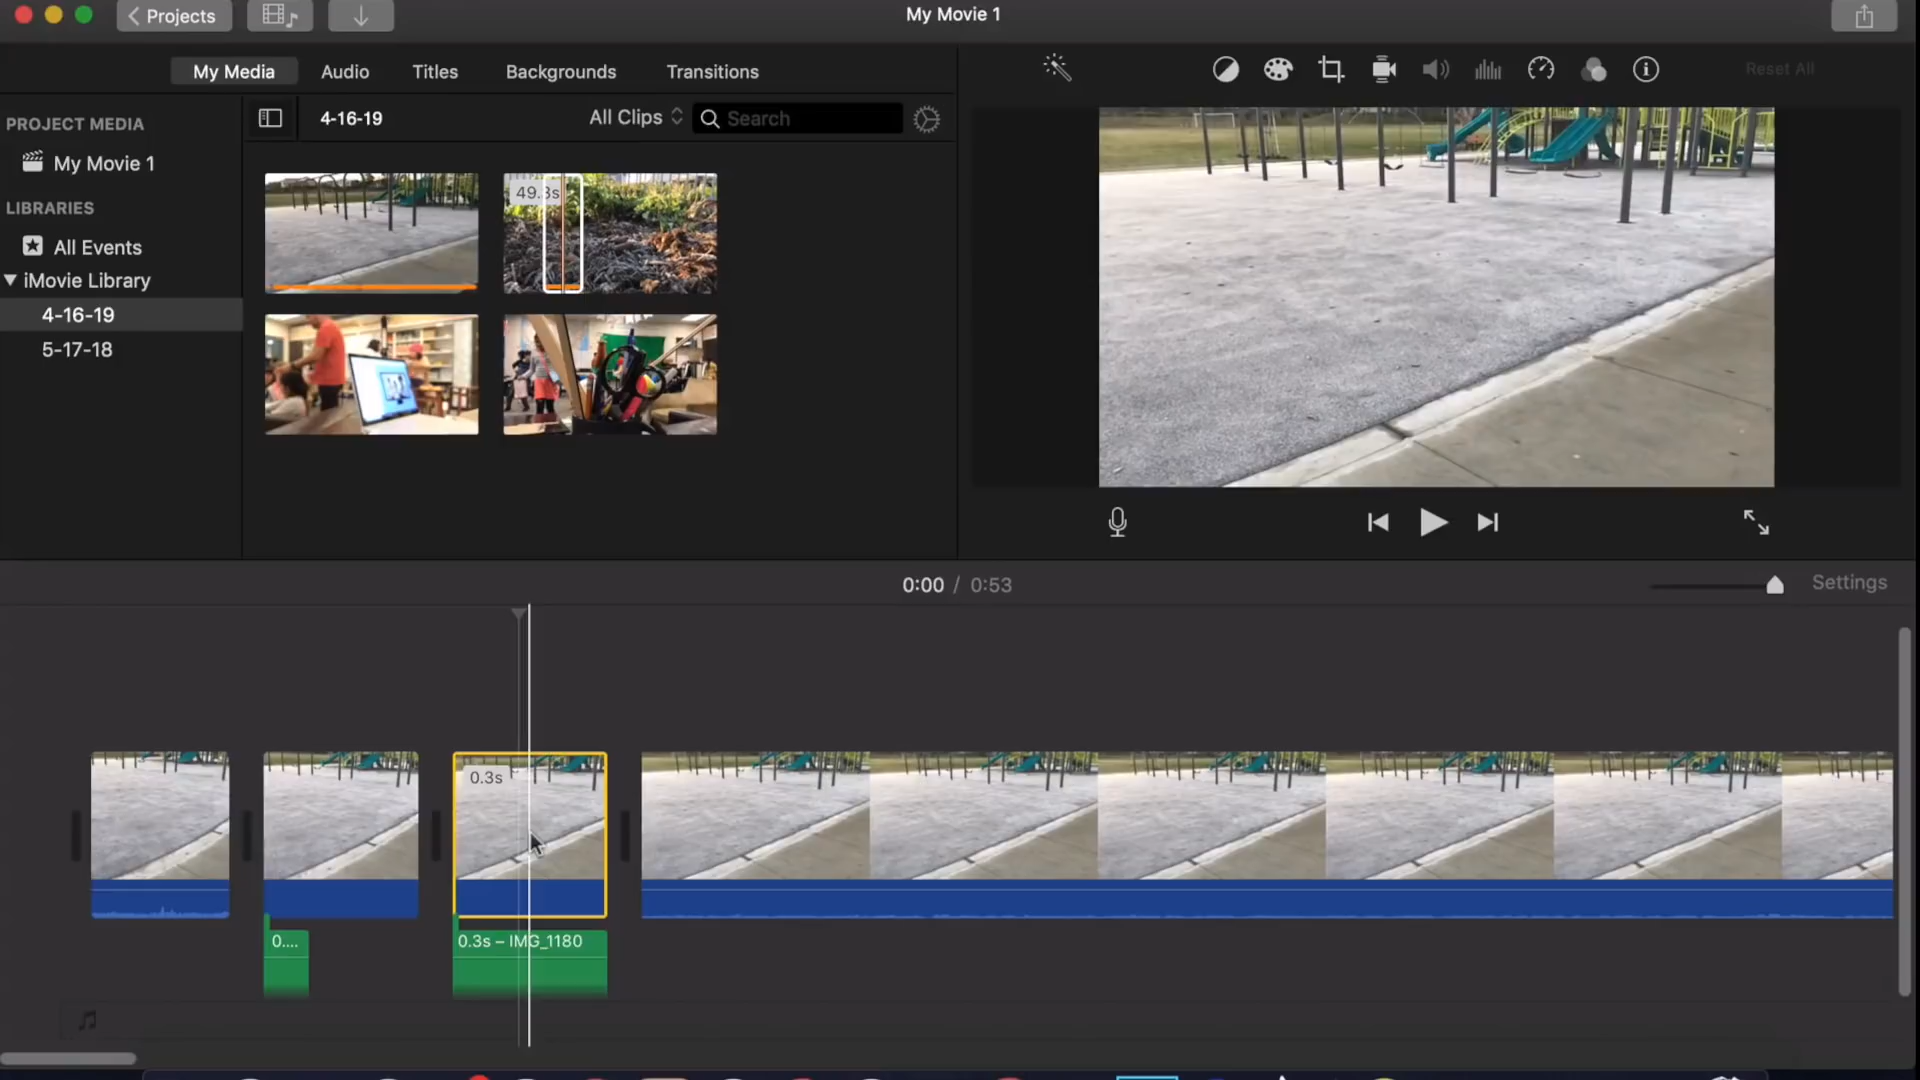 Projects
My Movie 1
My Media
Audio
Titles
Backgrounds
Transitions
Reset All
PROJECT MEDIA
My Movie 1
LIBRARIES
All Events
iMovie Library
4-16-19
5-17-18
4-16-19
All Clips
Search
49.3s
0:00 / 0:53
Settings
0.3s
0....
0.3s – IMG_1180